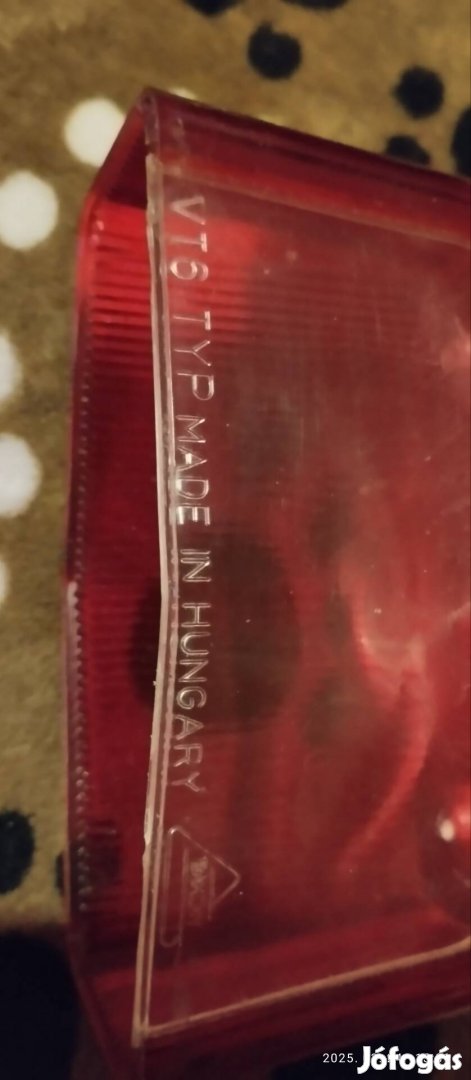 VT6 TYP MADE IN HUNGARY
2025.
Jófogás